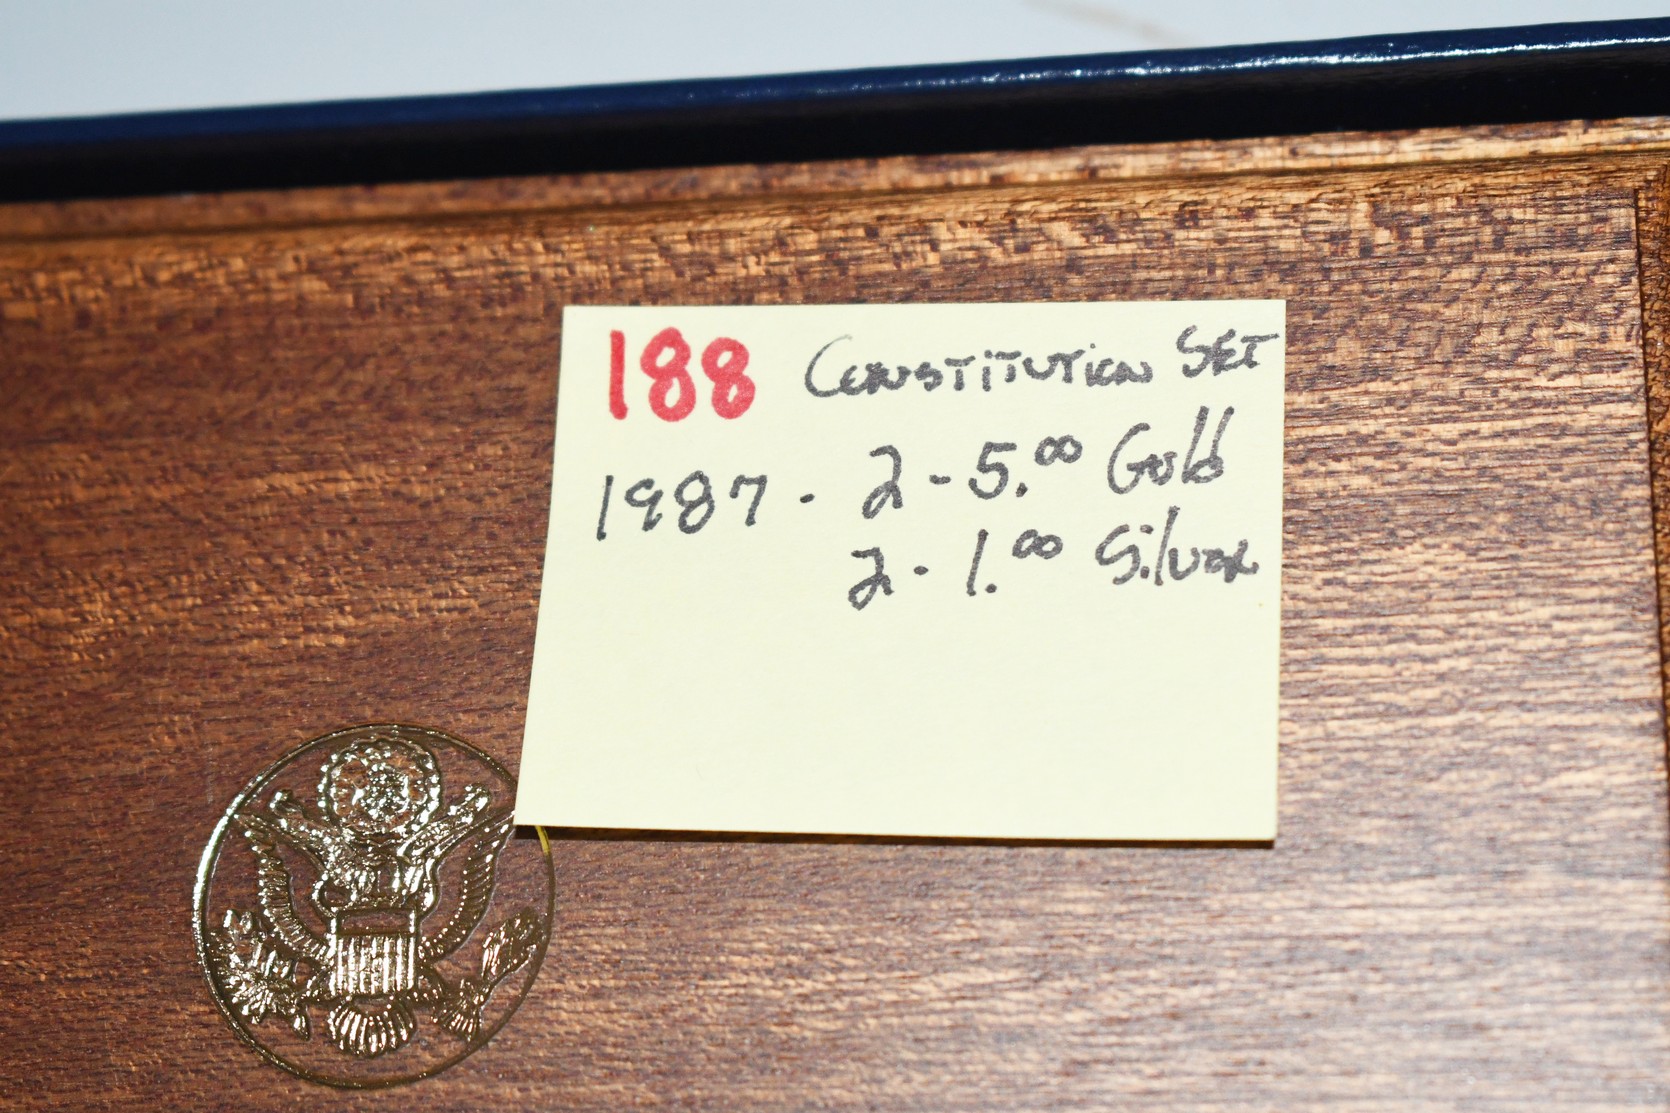 188 CONSTITUTION SET
1987 - 2 - 5.00 Gold
2 - 1.00 Silver